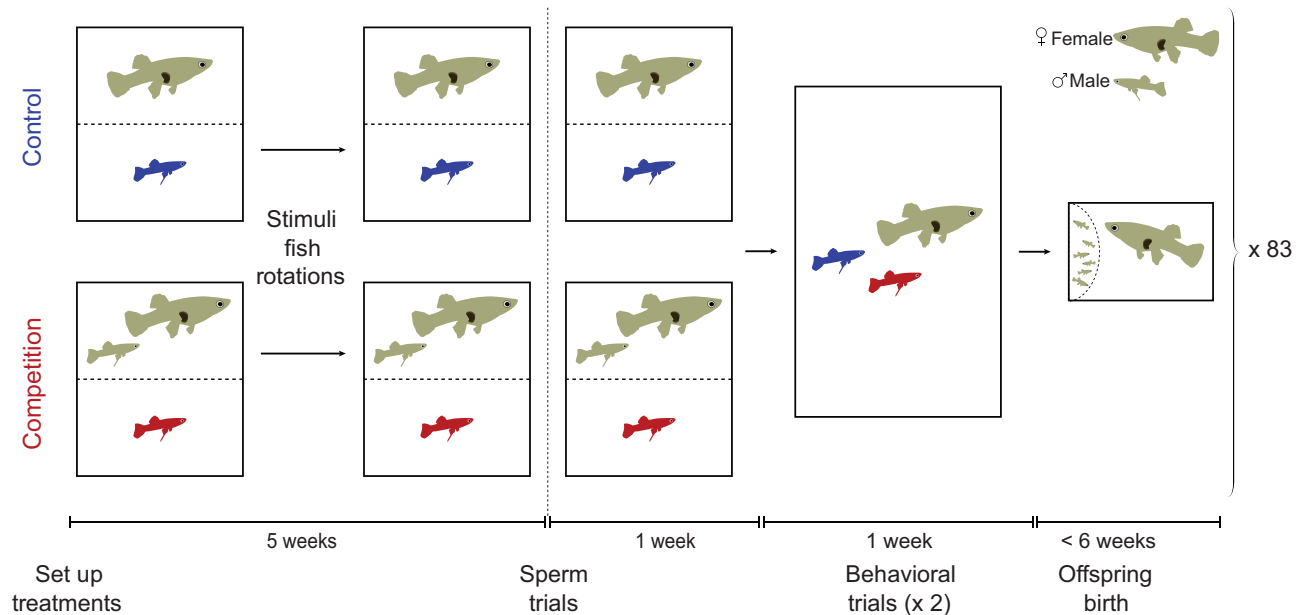 ♀ Female
♂ Male
Control
Stimuli
fish
rotations
Competition
x 83
5 weeks
1 week
1 week
< 6 weeks
Set up
treatments
Sperm
trials
Behavioral
trials (x 2)
Offspring
birth